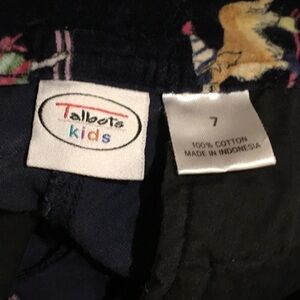 Talbots
kids
7
100% COTTON
MADE IN INDONESIA